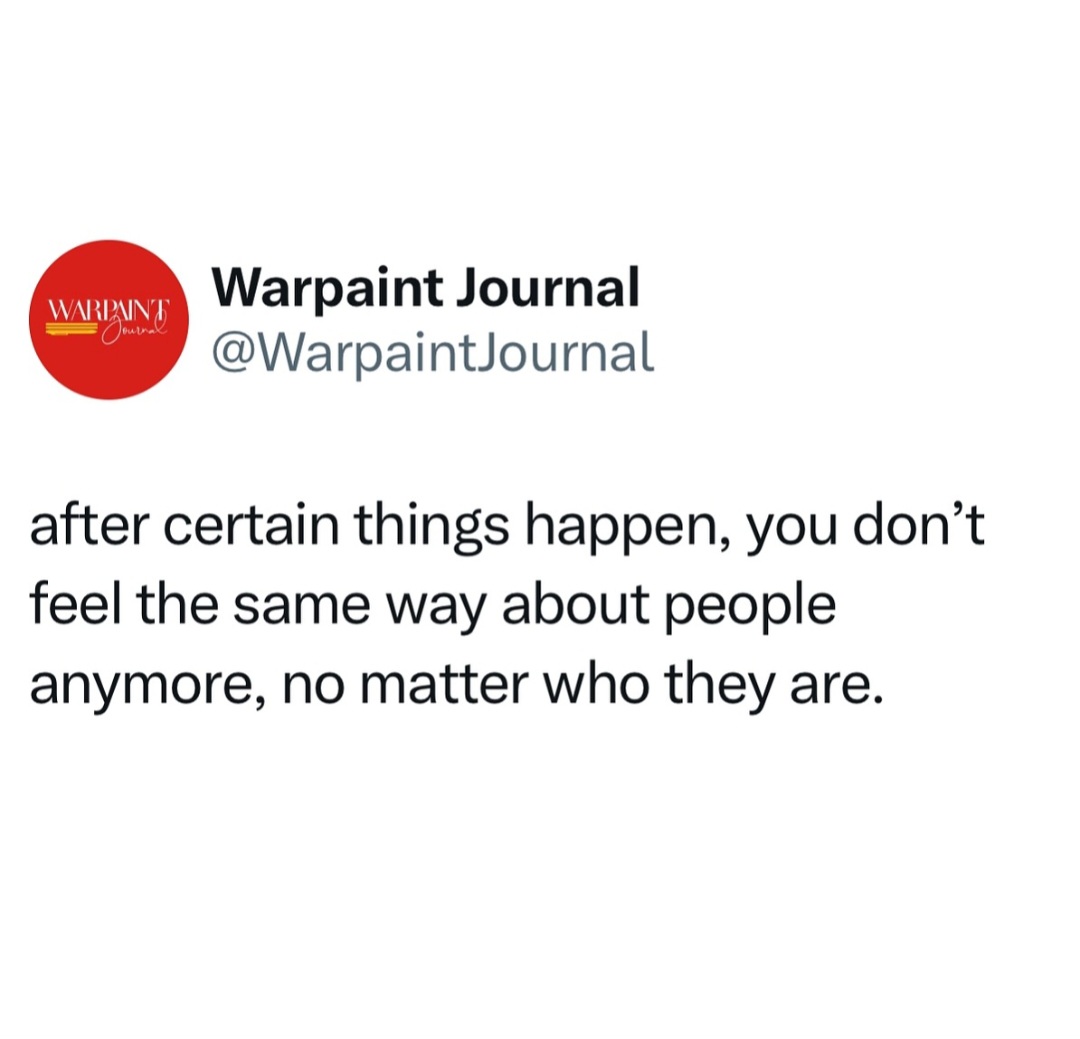 WARPAINT
Journal
Warpaint Journal
@WarpaintJournal
after certain things happen, you don’t
feel the same way about people
anymore, no matter who they are.